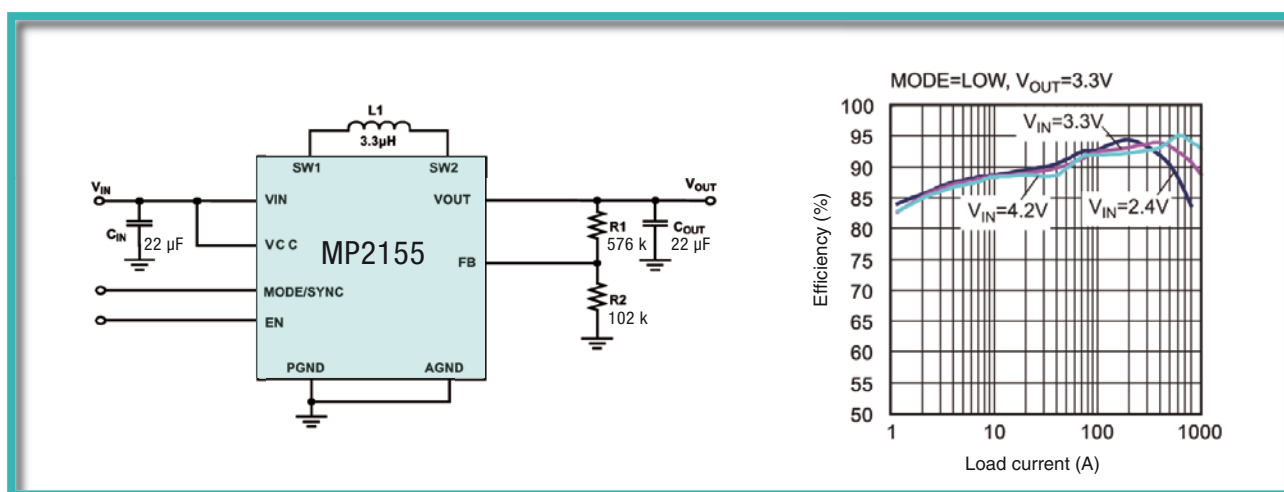 L1
3.3µH
SW1
SW2
VIN
VIN
VOUT
VOUT
CIN
22 µF
VCC
MP2155
R1
576 k
COUT
22 µF
FB
MODE/SYNC
R2
102 k
EN
PGND
AGND
MODE=LOW, VOUT=3.3V
100
95
90
85
80
75
70
65
60
55
50
VIN=3.3V
VIN=4.2V
VIN=2.4V
Efficiency (%)
1
10
100
1000
Load current (A)